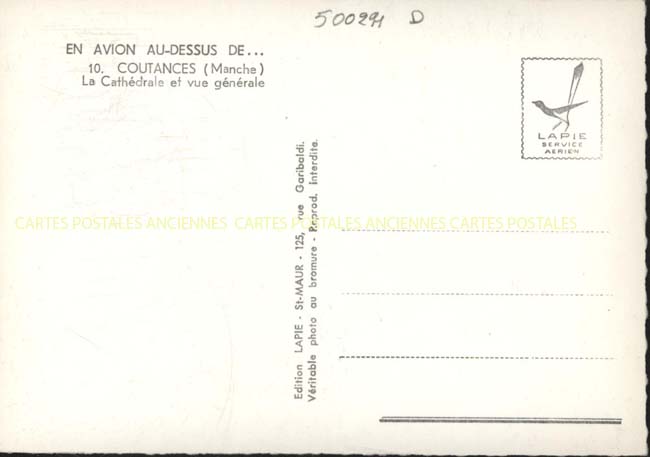 500291 D
EN AVION AU-DESSUS DE...
10. COUTANCES (Manche)
La Cathédrale et vue générale
LAPIE
SERVICE
AERIEN
CARTES POSTALES ANCIENNES CARTES POSTALES ANCIENNES CARTES POSTALES
Edition LAPIE - St-MAUR - 125, rue Garibaldi.
Véritable photo au bromure - Reprod. interdite.